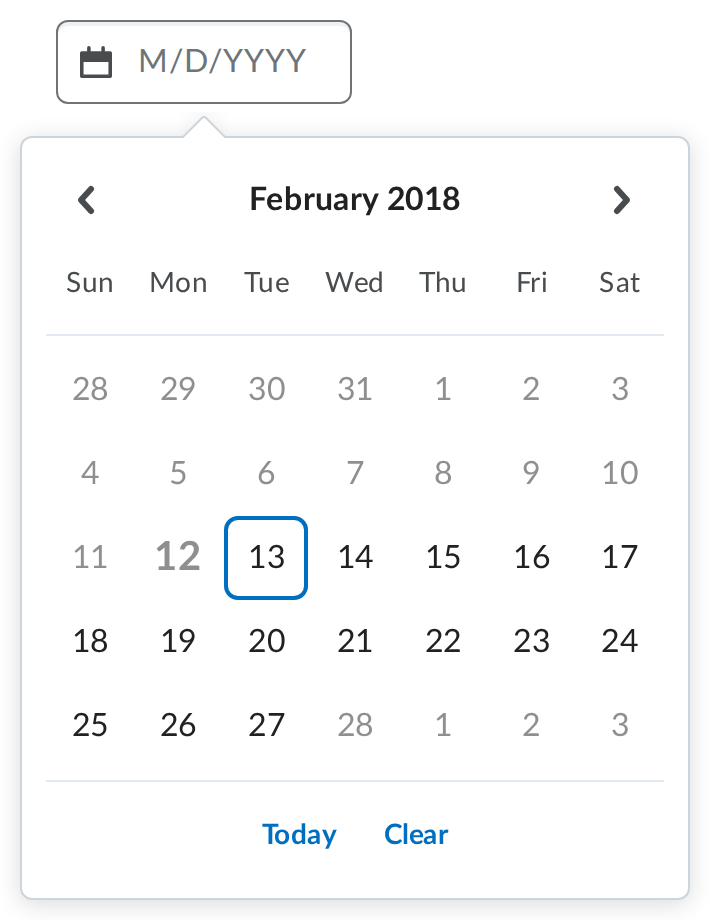 M/D/YYYY
February 2018
Sun Mon Tue Wed Thu Fri Sat
28 29 30 31 1 2 3
4 5 6 7 8 9 10
11 12 13 14 15 16 17
18 19 20 21 22 23 24
25 26 27 28 1 2 3
Today Clear